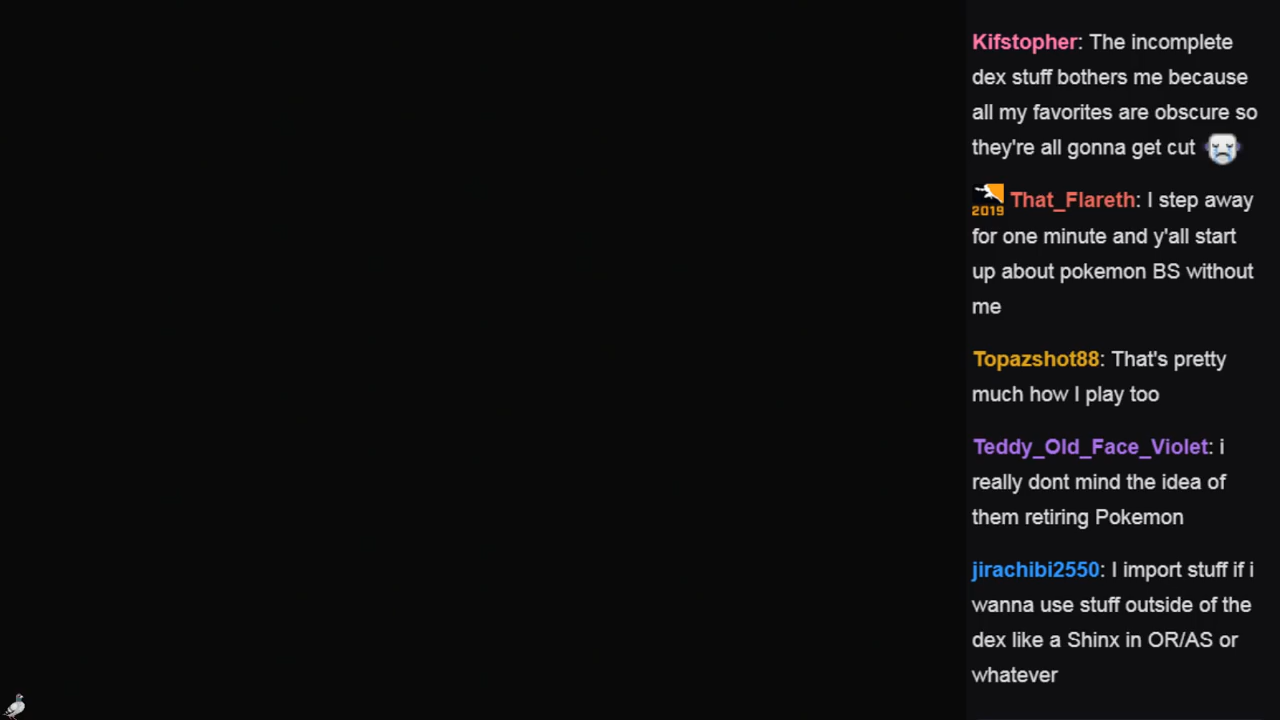 Kifstopher: The incomplete
dex stuff bothers me because
all my favorites are obscure so
they're all gonna get cut
2019 That_Flareth: I step away
for one minute and y'all start
up about pokemon BS without
me
Topazshot88: That's pretty
much how I play too
Teddy_Old_Face_Violet: i
really dont mind the idea of
them retiring Pokemon
jirachibi2550: I import stuff if i
wanna use stuff outside of the
dex like a Shinx in OR/AS or
whatever